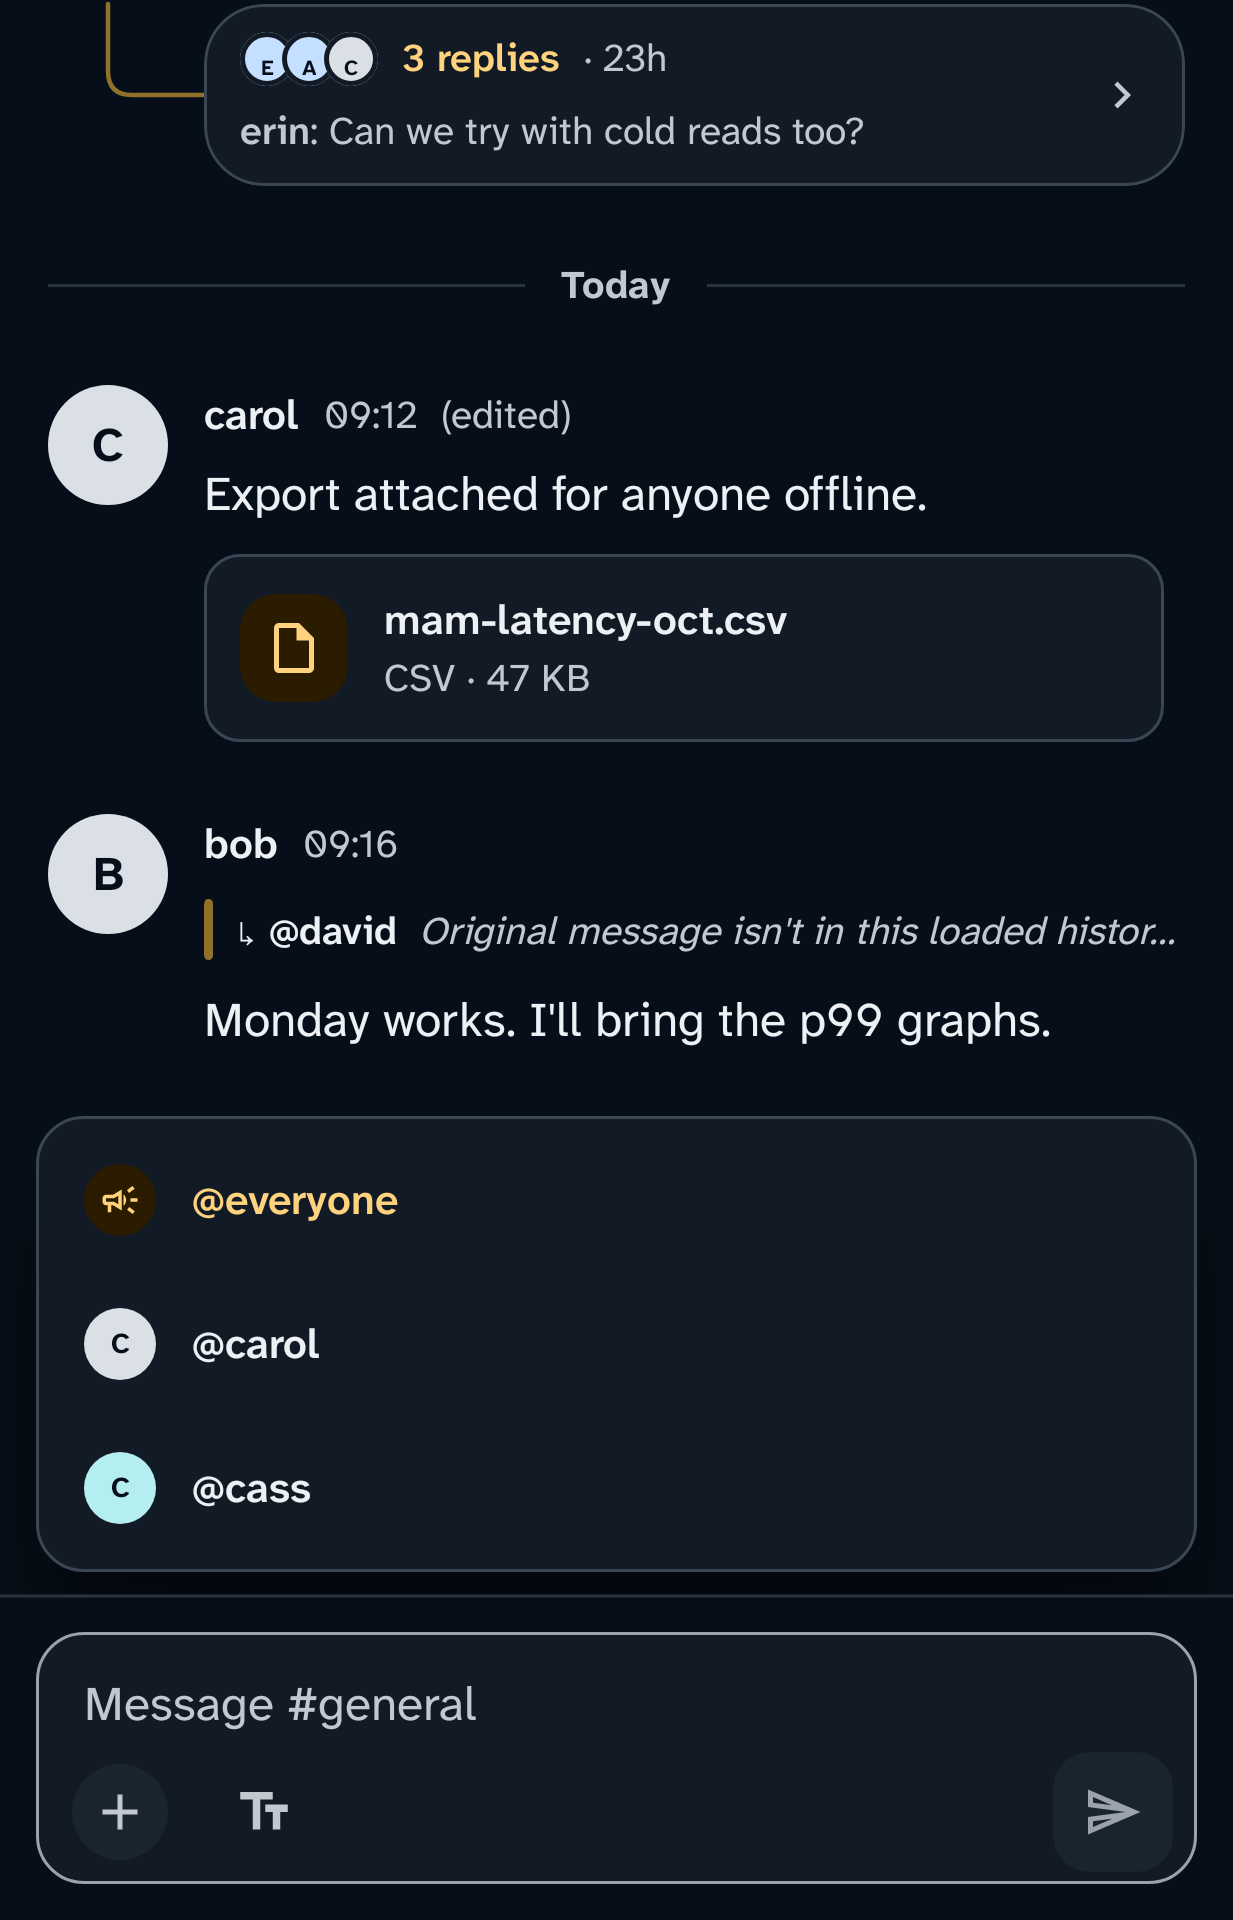 E A C 3 replies · 23h
erin: Can we try with cold reads too?
Today
C carol 09:12 (edited)
Export attached for anyone offline.
mam-latency-oct.csv
CSV · 47 KB
B bob 09:16
↳ @david Original message isn't in this loaded histor...
Monday works. I'll bring the p99 graphs.
@everyone
C @carol
C @cass
Message #general
Tt